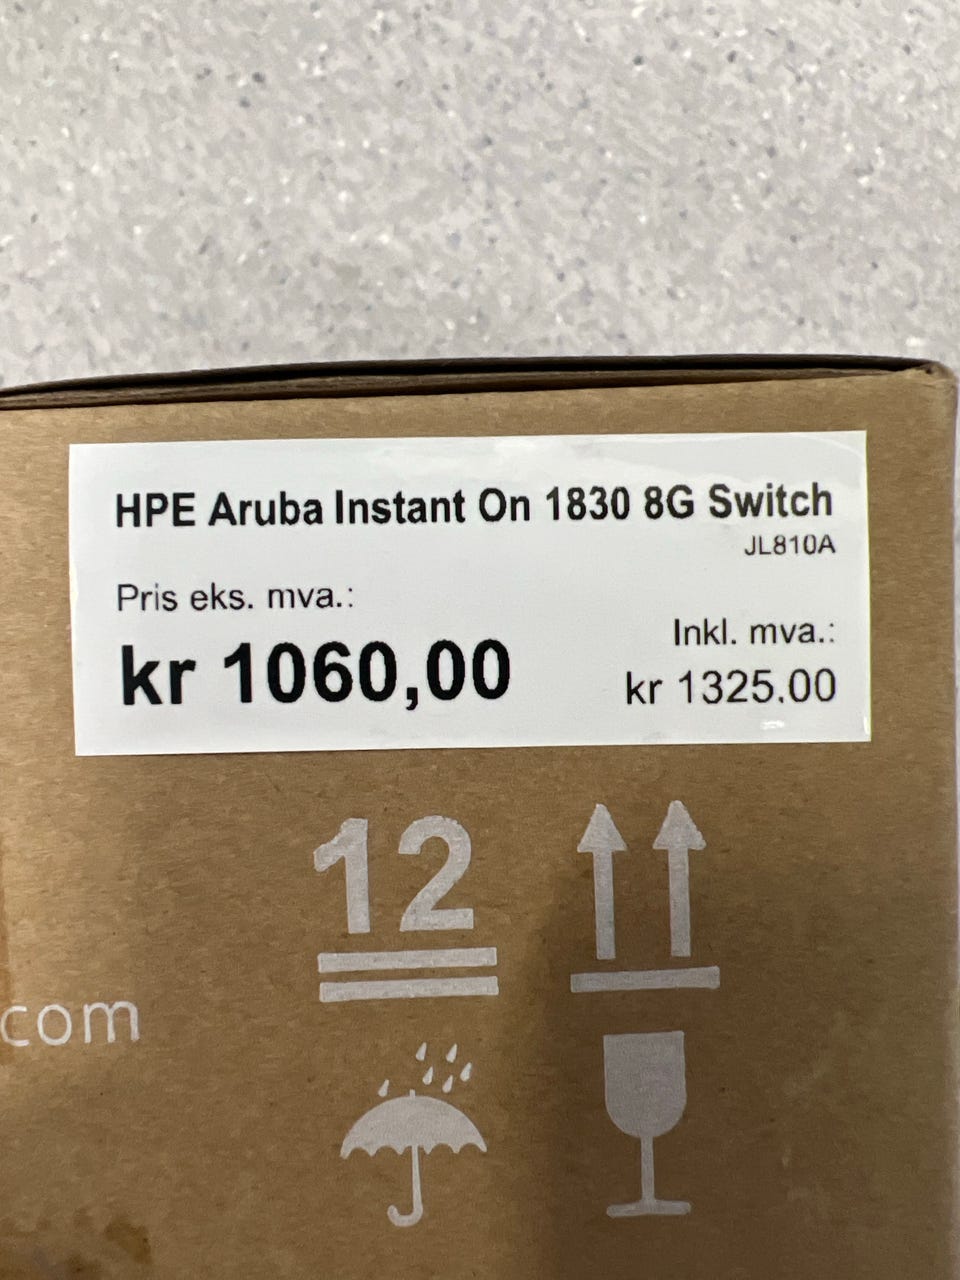 HPE Aruba Instant On 1830 8G Switch
JL810A
Pris eks. mva.:
Inkl. mva.:
kr 1060,00
kr 1325.00
12
com